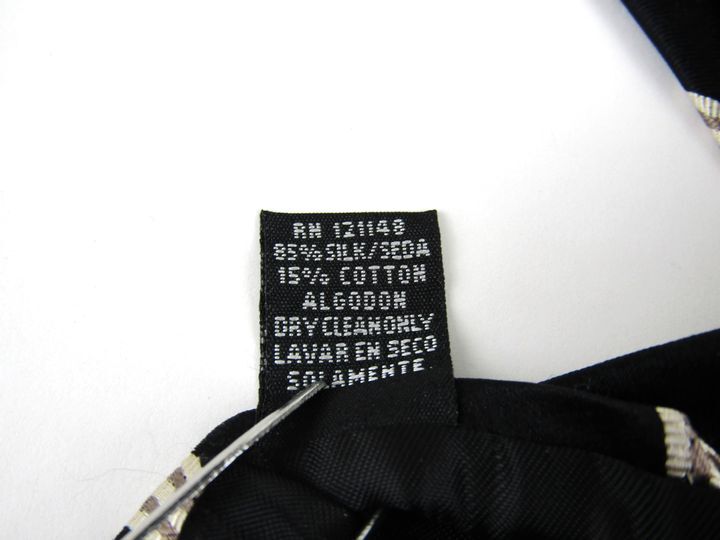 RN 121148
85% SILK/SEDA
15% COTTON
ALGODON
DRY CLEAN ONLY
LAVAR EN SECO
SOLAMENTE